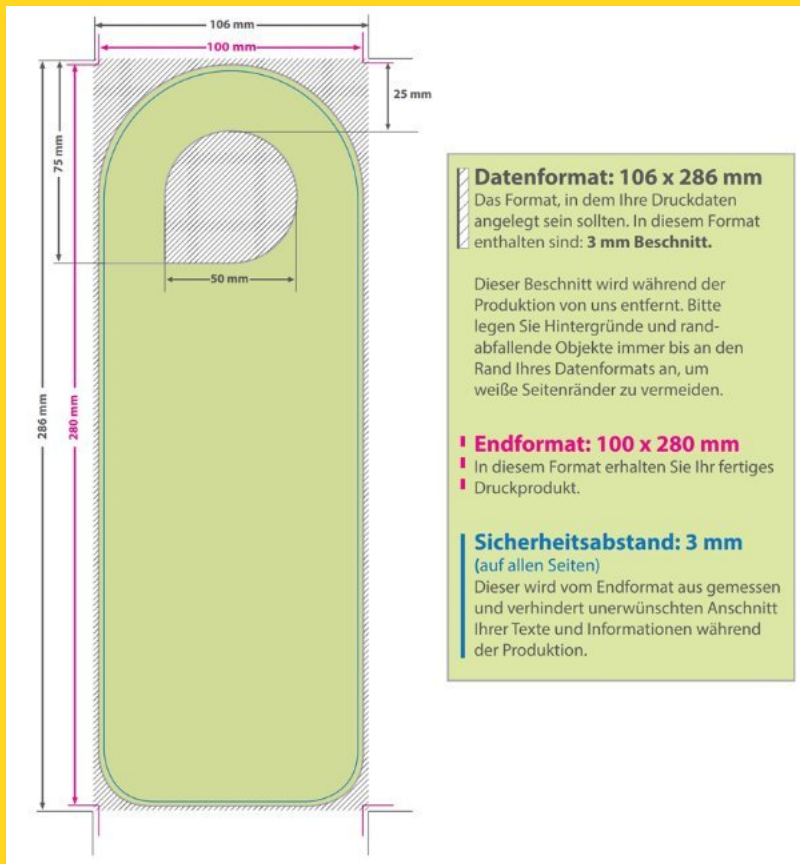 106 mm
100 mm
25 mm
75 mm
50 mm
286 mm
280 mm
Datenformat: 106 x 286 mm
Das Format, in dem Ihre Druckdaten
angelegt sein sollten. In diesem Format
enthalten sind: 3 mm Beschnitt.
Dieser Beschnitt wird während der
Produktion von uns entfernt. Bitte
legen Sie Hintergründe und rand-
abfallende Objekte immer bis an den
Rand Ihres Datenformats an, um
weiße Seitenränder zu vermeiden.
Endformat: 100 x 280 mm
In diesem Format erhalten Sie Ihr fertiges
Druckprodukt.
Sicherheitsabstand: 3 mm
(auf allen Seiten)
Dieser wird vom Endformat aus gemessen
und verhindert unerwünschten Anschnitt
Ihrer Texte und Informationen während
der Produktion.